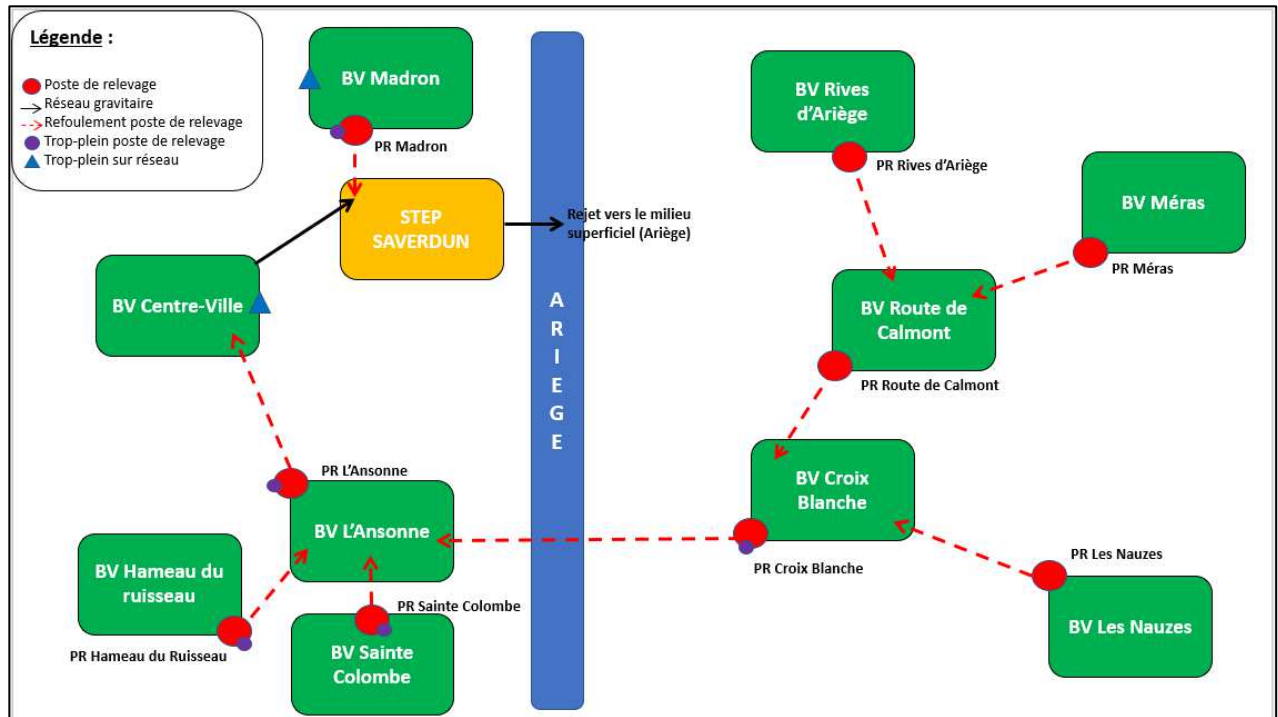 Légende :
Poste de relevage
Réseau gravitaire
Refoulement poste de relevage
Trop-plein poste de relevage
Trop-plein sur réseau
BV Madron
PR Madron
STEP
SAVERDUN
Rejet vers le milieu
superficiel (Ariège)
BV Centre-Ville
PR L'Ansonne
BV L'Ansonne
BV Hameau du
ruisseau
PR Hameau du Ruisseau
PR Sainte Colombe
BV Sainte
Colombe
A
R
I
E
G
E
BV Rives
d'Ariège
PR Rives d'Ariège
BV Méras
PR Méras
BV Route de
Calmont
PR Route de Calmont
BV Croix
Blanche
PR Croix Blanche
PR Les Nauzes
BV Les Nauzes